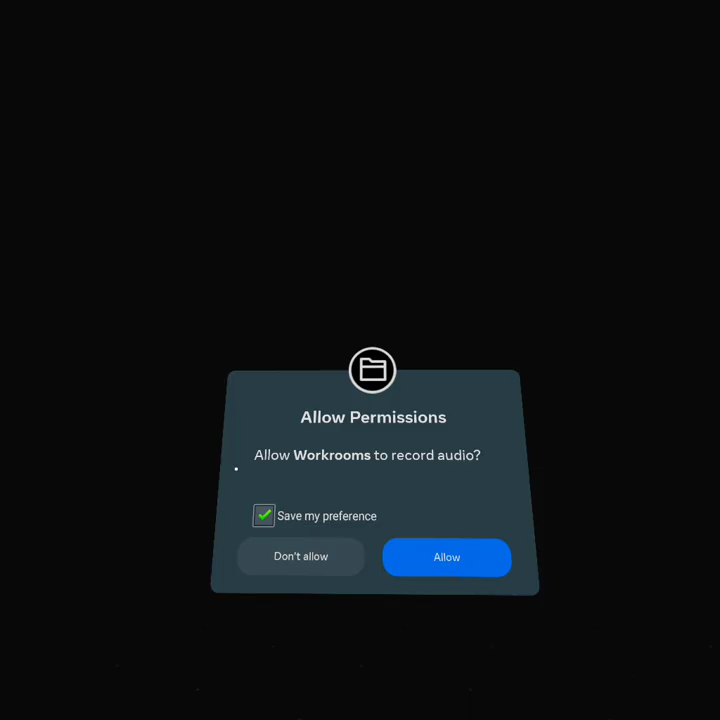 Allow Permissions
Allow Workrooms to record audio?
Save my preference
Don't allow
Allow